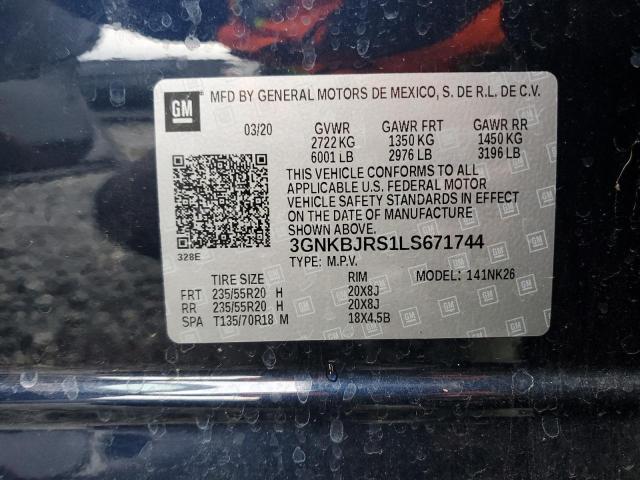 GM MFD BY GENERAL MOTORS DE MEXICO, S. DE R.L. DE C.V.
03/20 GVWR GAWR FRT GAWR RR
2722 KG 1350 KG 1450 KG
6001 LB 2976 LB 3196 LB
THIS VEHICLE CONFORMS TO ALL
APPLICABLE U.S. FEDERAL MOTOR
VEHICLE SAFETY STANDARDS IN EFFECT
ON THE DATE OF MANUFACTURE
SHOWN ABOVE.
3GNKBJRS1LS671744
328E
TYPE: M.P.V.
TIRE SIZE RIM MODEL: 141NK26
FRT 235/55R20 H 20X8J
RR 235/55R20 H 20X8J
SPA T135/70R18 M 18X4.5B